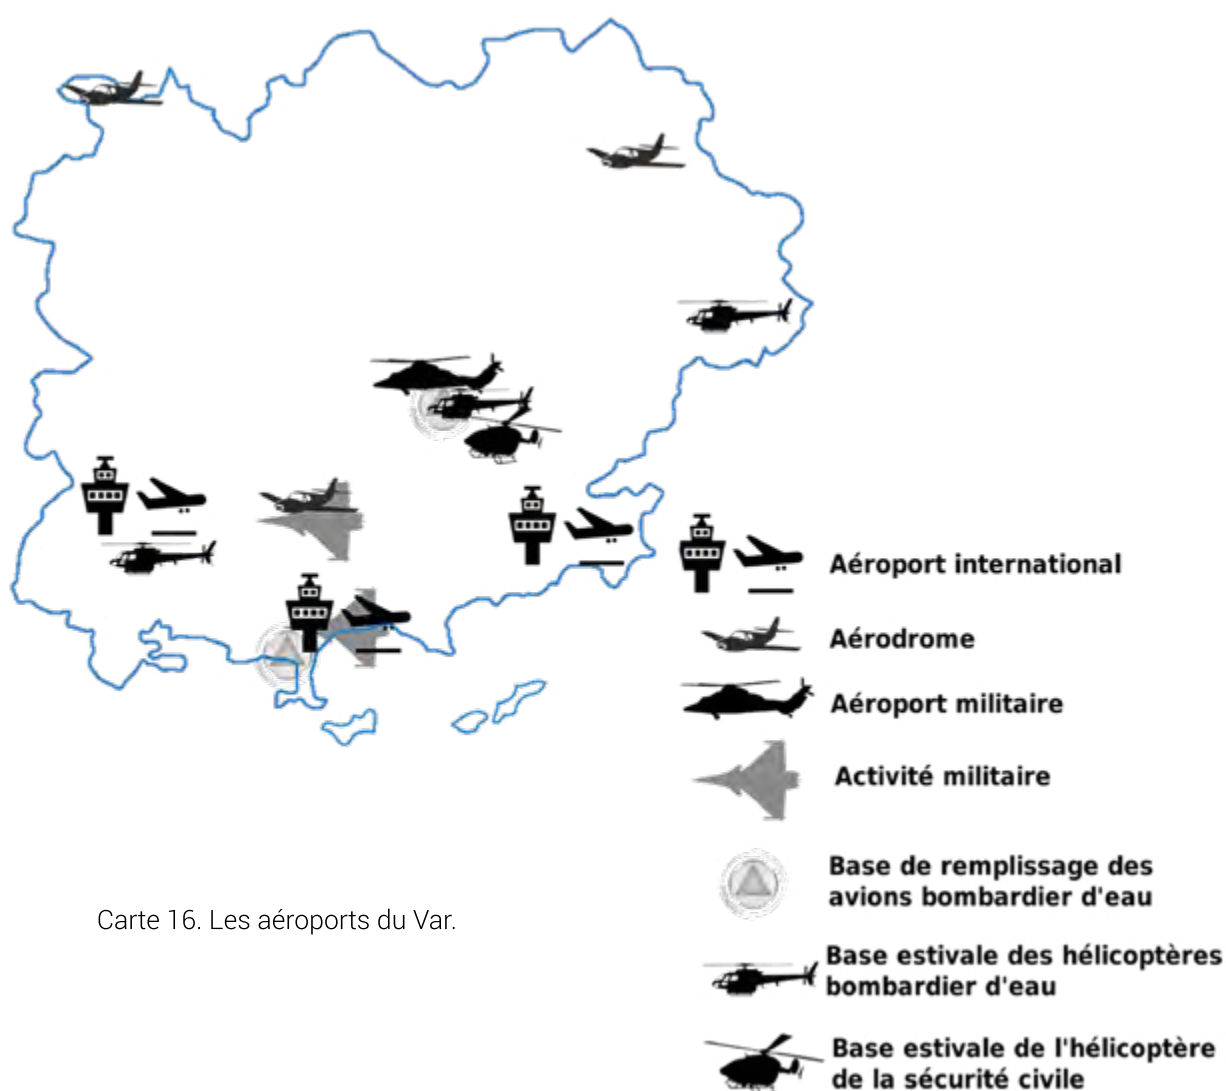 Aéroport international
Aérodrome
Aéroport militaire
Activité militaire
Base de remplissage des
avions bombardier d'eau
Carte 16. Les aéroports du Var.
Base estivale des hélicoptères
bombardier d'eau
Base estivale de l'hélicoptère
de la sécurité civile